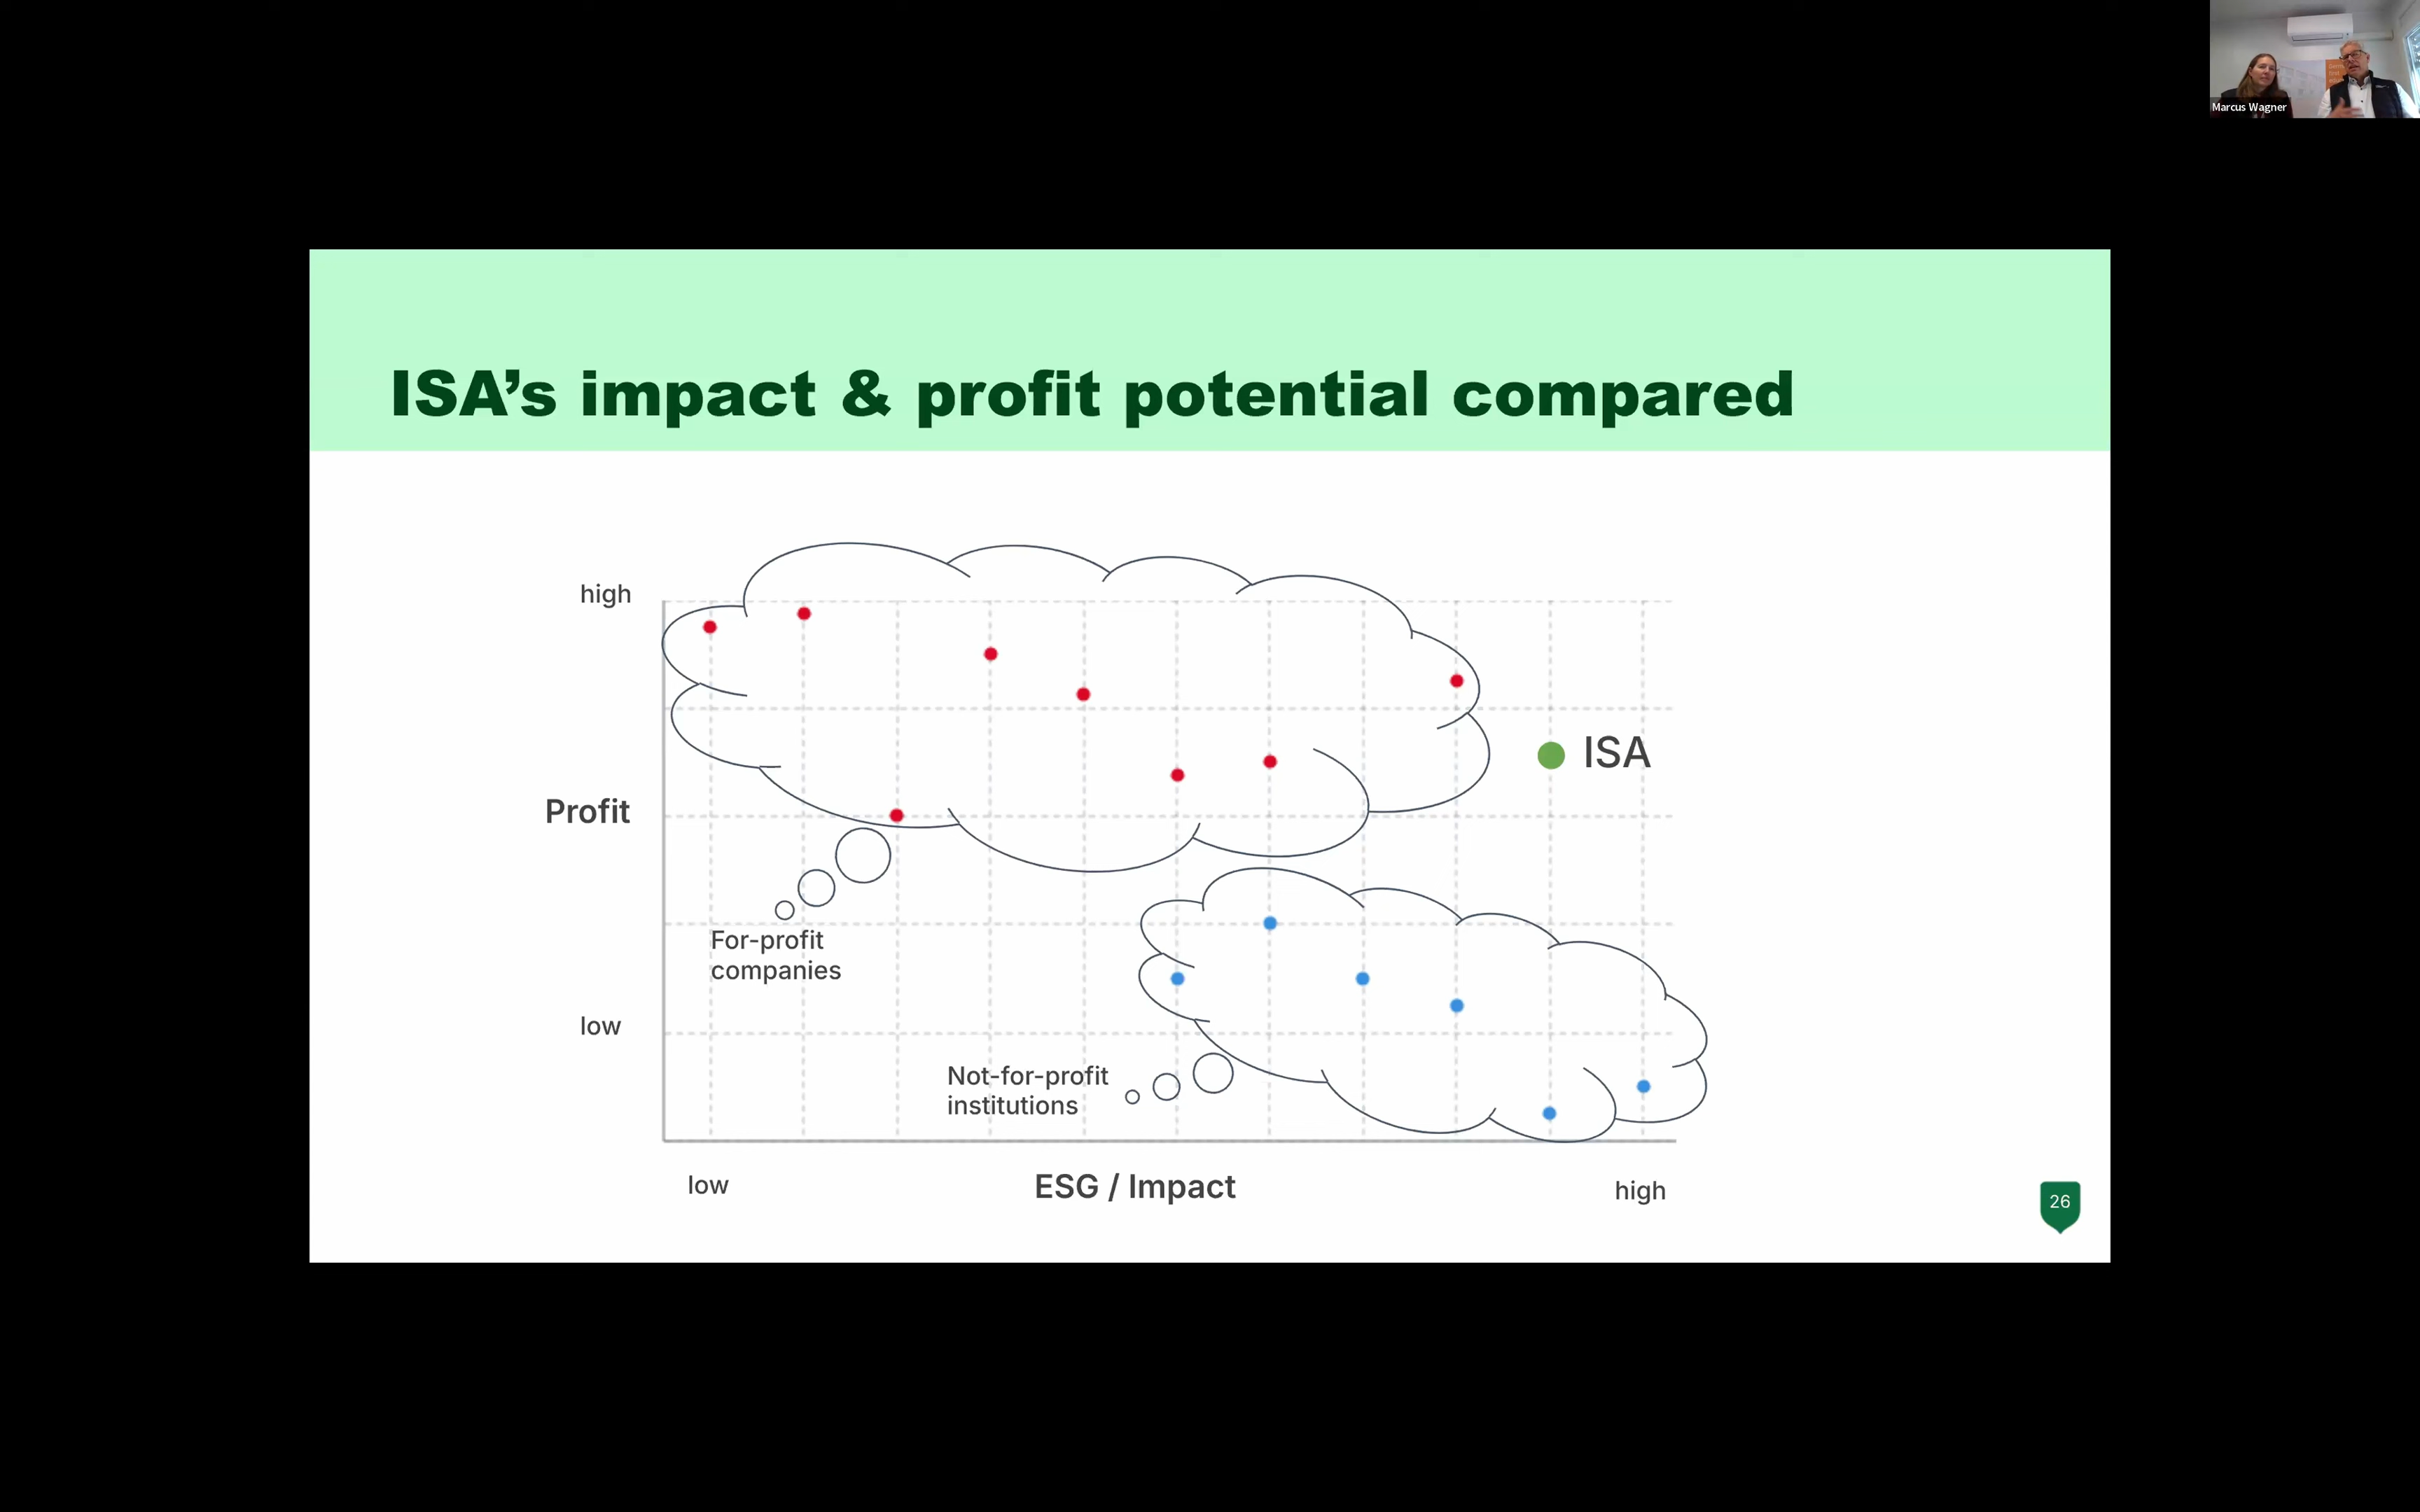 Marcus Wagner
ISA’s impact & profit potential compared
high
ISA
Profit
For-profit
companies
low
Not-for-profit
institutions
low
ESG / Impact
high
26